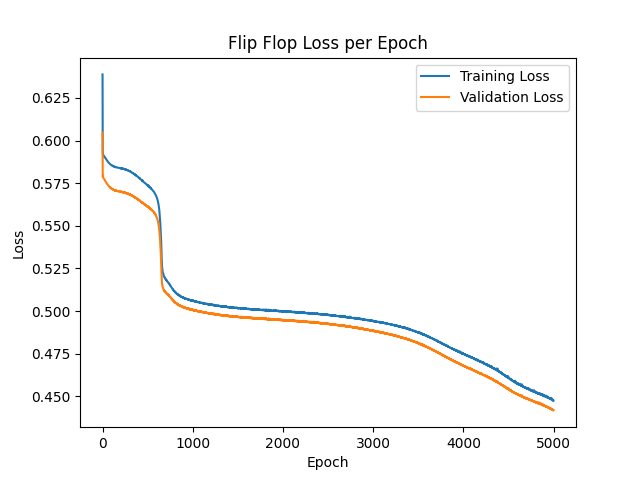 Flip Flop Loss per Epoch
Training Loss
Validation Loss
0.625
0.600
0.575
0.550
0.525
0.500
0.475
0.450
Loss
0 1000 2000 3000 4000 5000
Epoch